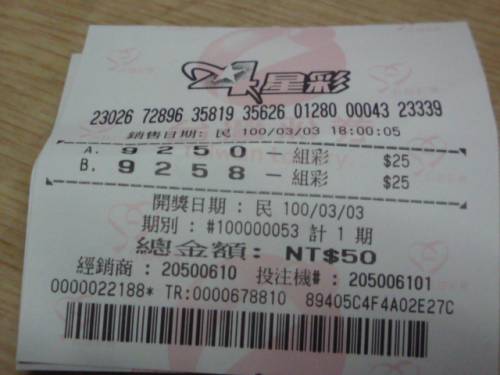 4星彩
23026 72896 35819 35626 01280 00043 23339
銷售日期: 民 100/03/03 18:00:05
A. 9 2 5 0 - 組彩 $25
B. 9 2 5 8 - 組彩 $25
開獎日期 : 民 100/03/03
期別 : #100000053 計 1 期
總金額: NT$50
經銷商 : 20500610 投注機# : 205006101
0000022188* TR:0000678810 89405C4F4A02E27C